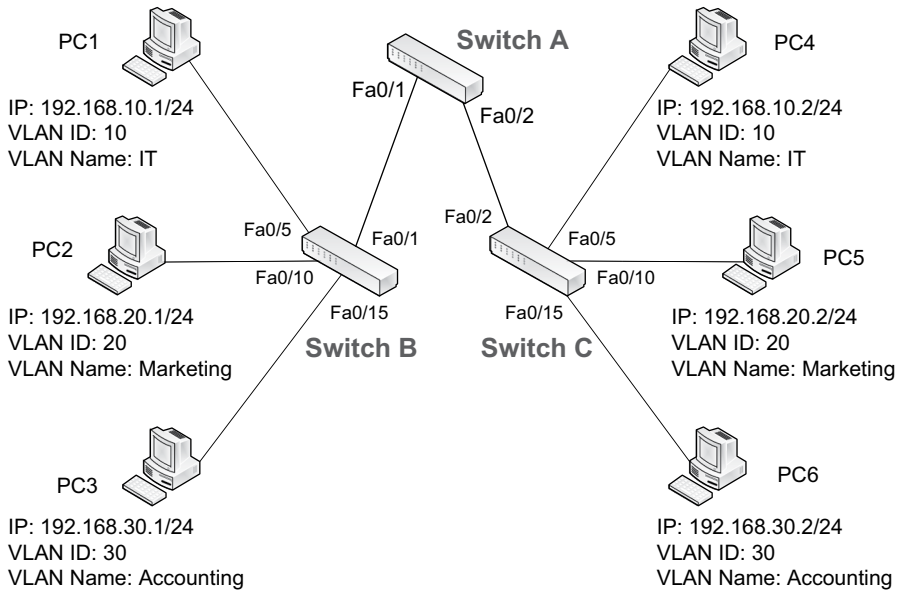 PC1
IP: 192.168.10.1/24
VLAN ID: 10
VLAN Name: IT
Switch A
Fa0/1
Fa0/2
PC4
IP: 192.168.10.2/24
VLAN ID: 10
VLAN Name: IT
PC2
IP: 192.168.20.1/24
VLAN ID: 20
VLAN Name: Marketing
Fa0/5
Fa0/1
Fa0/10
Fa0/15
Switch B
Fa0/2
Fa0/5
Fa0/10
Fa0/15
Switch C
PC5
IP: 192.168.20.2/24
VLAN ID: 20
VLAN Name: Marketing
PC3
IP: 192.168.30.1/24
VLAN ID: 30
VLAN Name: Accounting
PC6
IP: 192.168.30.2/24
VLAN ID: 30
VLAN Name: Accounting